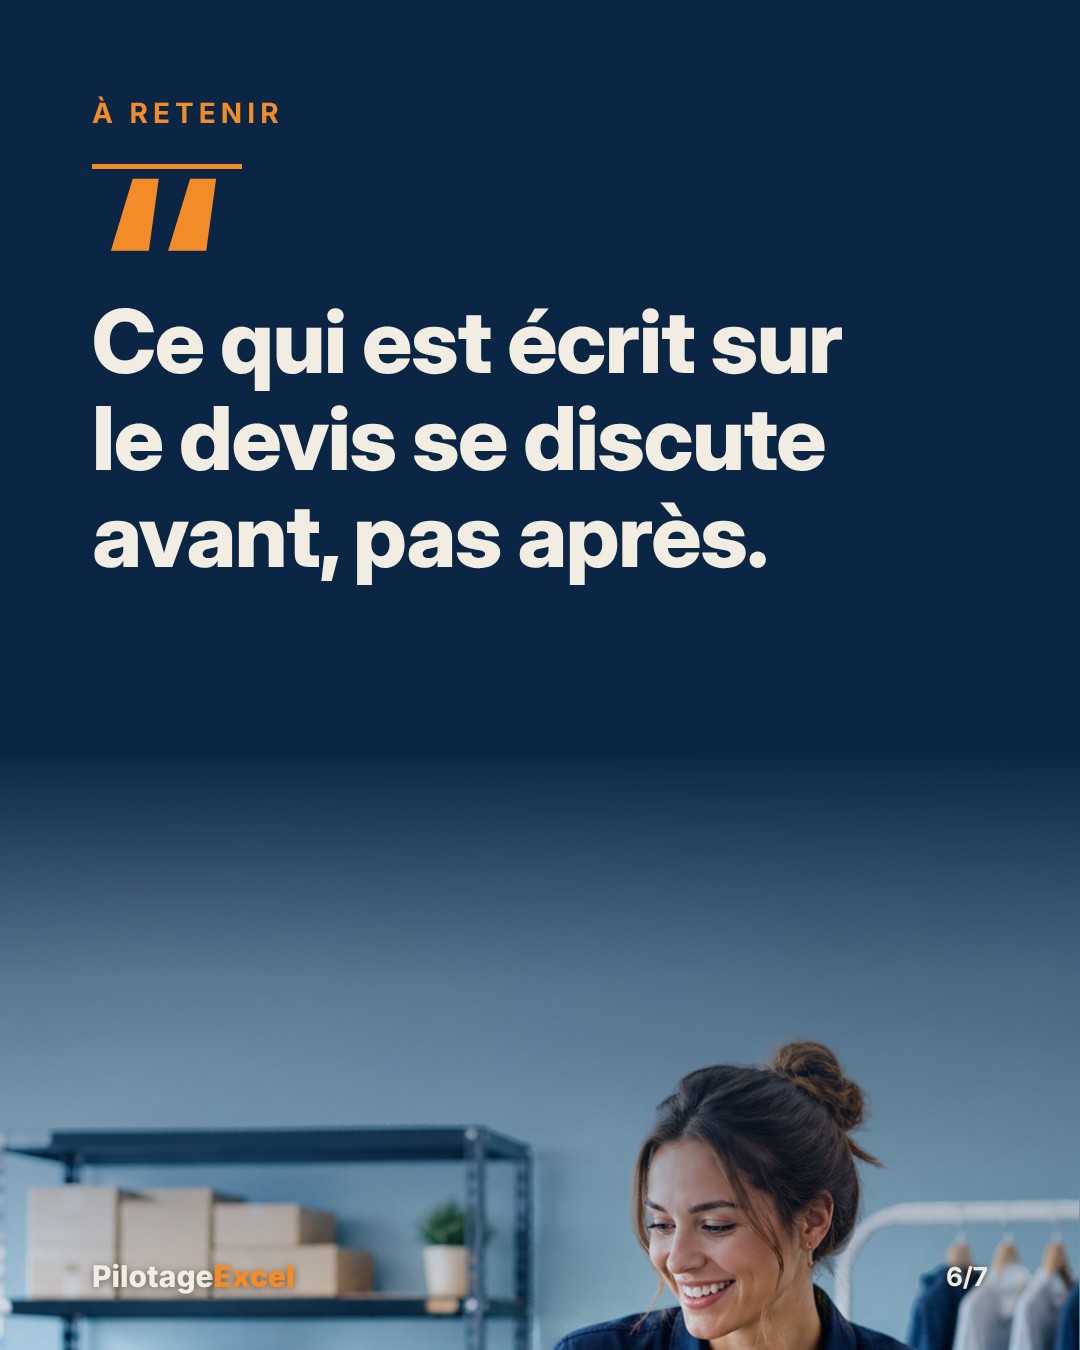 À RETENIR
"
Ce qui est écrit sur
le devis se discute
avant, pas après.
PilotageExcel
6/7